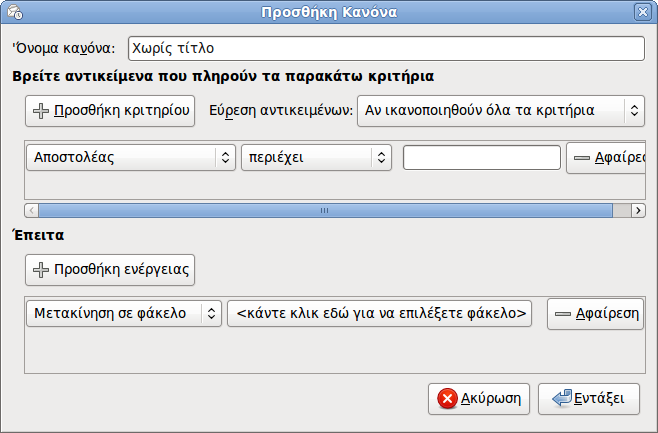 Προσθήκη Κανόνα
'Όνομα κανόνα: Χωρίς τίτλο
Βρείτε αντικείμενα που πληρούν τα παρακάτω κριτήρια
Προσθήκη κριτηρίου Εύρεση αντικειμένων: Αν ικανοποιηθούν όλα τα κριτήρια
Αποστολέας περιέχει Αφαίρεσ
Έπειτα
Προσθήκη ενέργειας
Μετακίνηση σε φάκελο <κάντε κλικ εδώ για να επιλέξετε φάκελο> Αφαίρεση
Ακύρωση Εντάξει